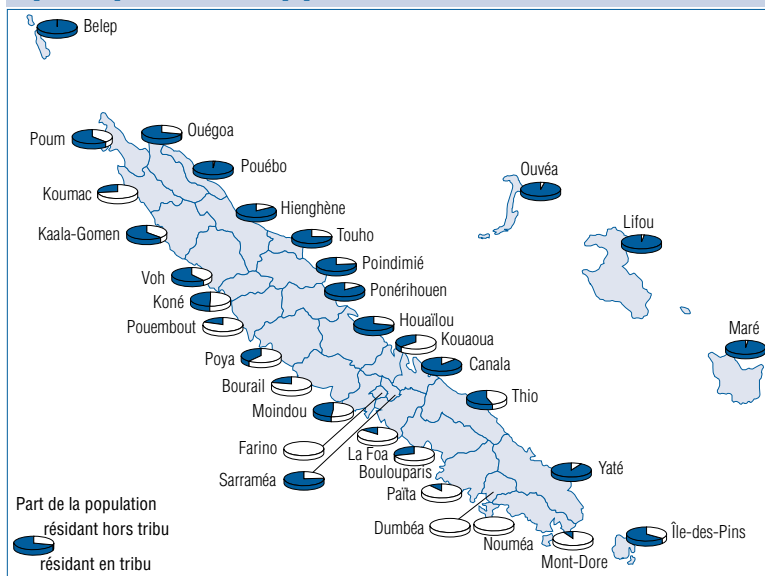 Belep
Ouégoa
Poum
Pouébo
Ouvéa
Koumac
Hienghène
Lifou
Kaala-Gomen
Touho
Poindimié
Voh
Ponérihouen
Koné
Houaïlou
Pouembout
Kouaoua
Maré
Poya
Canala
Bourail
Thio
Moindou
Farino
La Foa
Boulouparis
Sarraméa
Yaté
Païta
Part de la population
résidant hors tribu
résidant en tribu
Dumbéa
Nouméa
Île-des-Pins
Mont-Dore